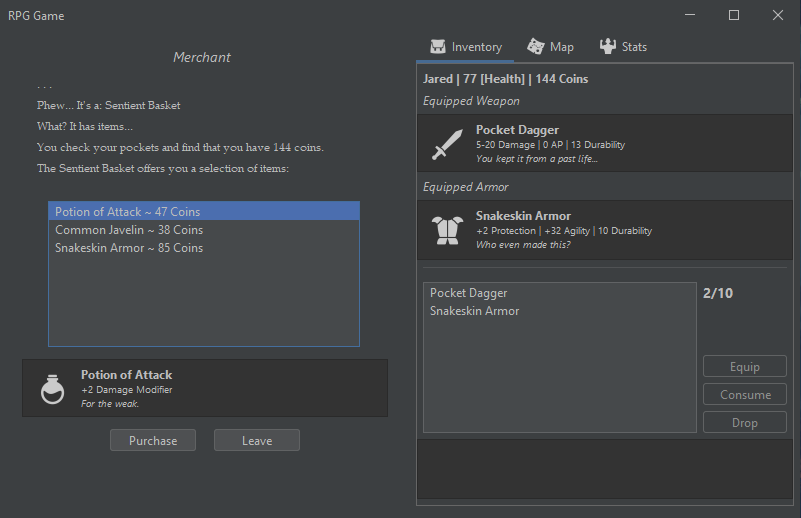 RPG Game
Merchant
. . .
Phew... It's a: Sentient Basket
What? It has items...
You check your pockets and find that you have 144 coins.
The Sentient Basket offers you a selection of items:
Potion of Attack ~ 47 Coins
Common Javelin ~ 38 Coins
Snakeskin Armor ~ 85 Coins
Potion of Attack
+2 Damage Modifier
For the weak.
Purchase
Leave
Inventory
Map
Stats
Jared | 77 [Health] | 144 Coins
Equipped Weapon
Pocket Dagger
5-20 Damage | 0 AP | 13 Durability
You kept it from a past life...
Equipped Armor
Snakeskin Armor
+2 Protection | +32 Agility | 10 Durability
Who even made this?
Pocket Dagger
Snakeskin Armor
2/10
Equip
Consume
Drop